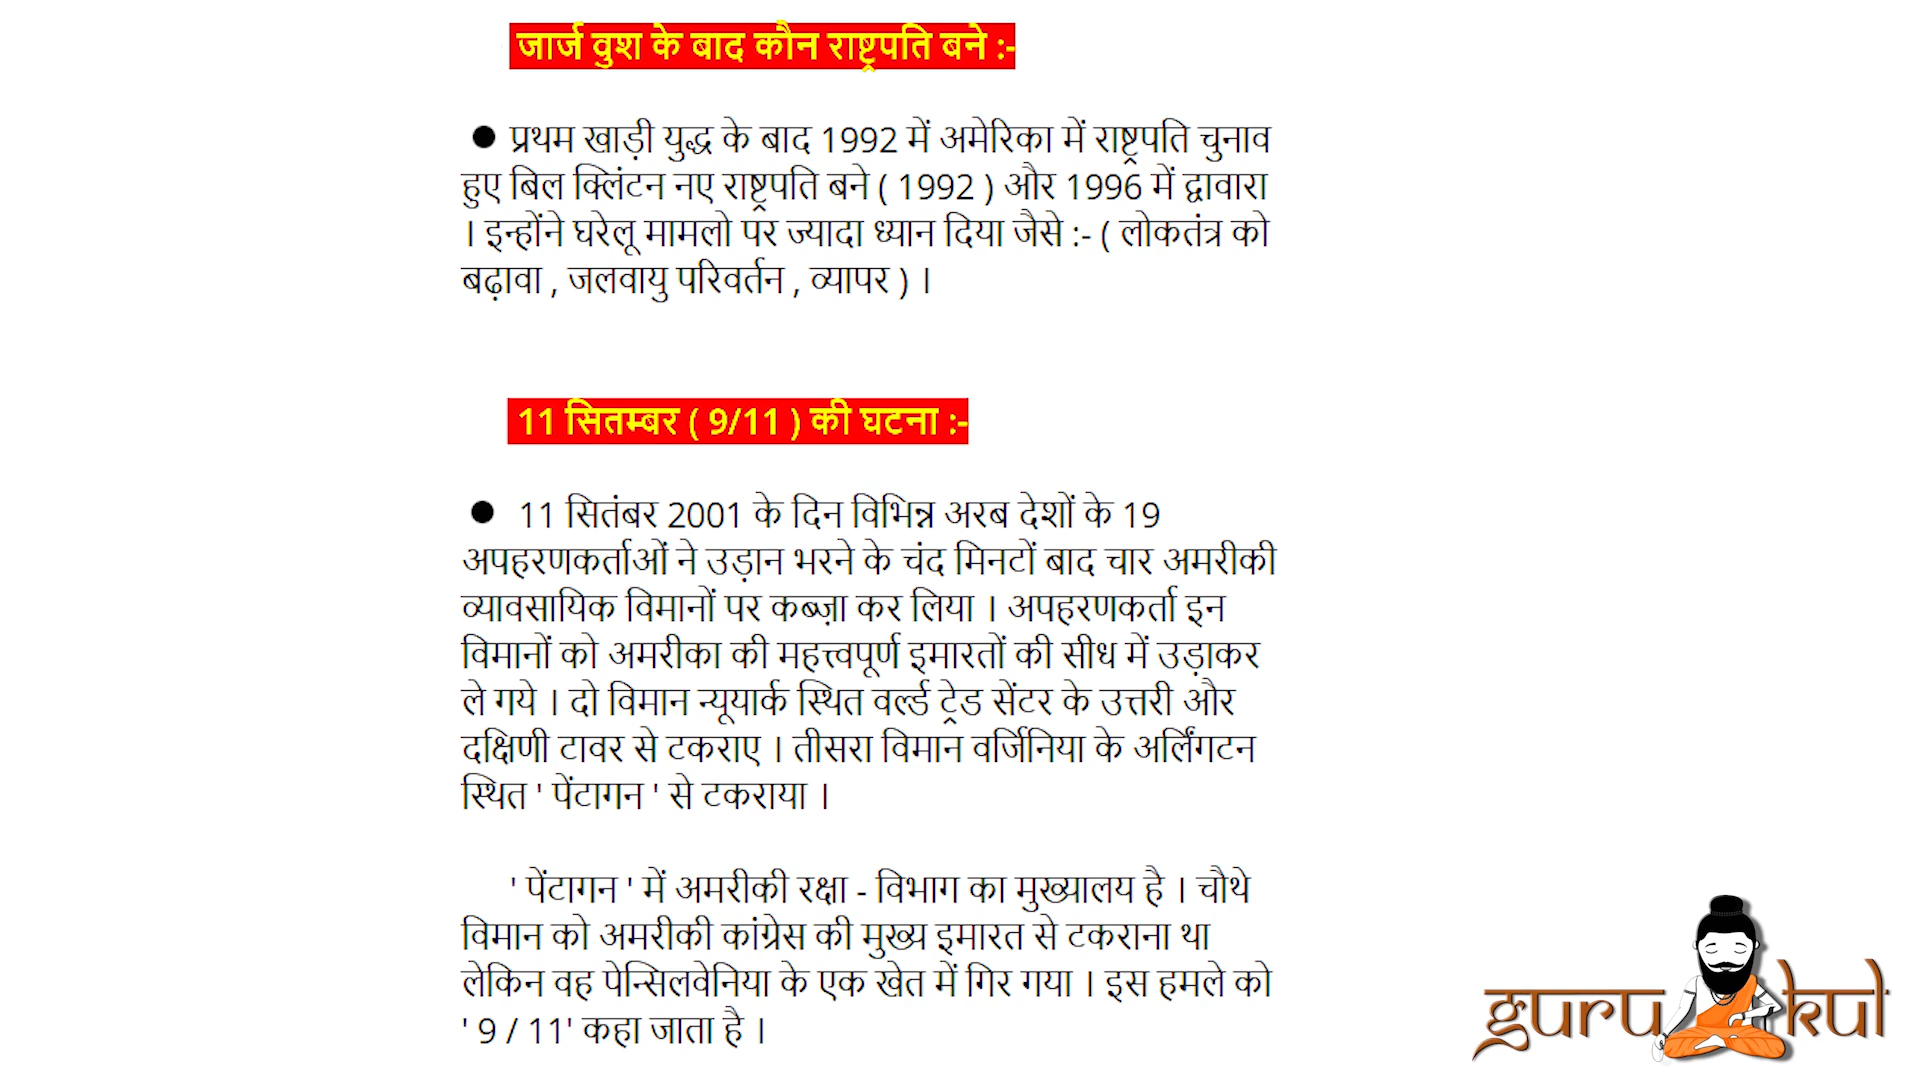 जार्ज वुश के बाद कौन राष्ट्रपति बने :-
● प्रथम खाड़ी युद्ध के बाद 1992 में अमेरिका में राष्ट्रपति चुनाव
हुए बिल क्लिंटन नए राष्ट्रपति बने ( 1992 ) और 1996 में द्वावारा
। इन्होंने घरेलू मामलो पर ज्यादा ध्यान दिया जैसे :- ( लोकतंत्र को
बढ़ावा , जलवायु परिवर्तन , व्यापर ) ।
11 सितम्बर ( 9/11 ) की घटना :-
● 11 सितंबर 2001 के दिन विभिन्न अरब देशों के 19
अपहरणकर्ताओं ने उड़ान भरने के चंद मिनटों बाद चार अमरीकी
व्यावसायिक विमानों पर कब्ज़ा कर लिया । अपहरणकर्ता इन
विमानों को अमरीका की महत्त्वपूर्ण इमारतों की सीध में उड़ाकर
ले गये । दो विमान न्यूयार्क स्थित वर्ल्ड ट्रेड सेंटर के उत्तरी और
दक्षिणी टावर से टकराए । तीसरा विमान वर्जिनिया के अर्लिंगटन
स्थित ' पेंटागन ' से टकराया ।
' पेंटागन ' में अमरीकी रक्षा - विभाग का मुख्यालय है । चौथे
विमान को अमरीकी कांग्रेस की मुख्य इमारत से टकराना था
लेकिन वह पेन्सिलवेनिया के एक खेत में गिर गया । इस हमले को
' 9 / 11' कहा जाता है ।
guru kul